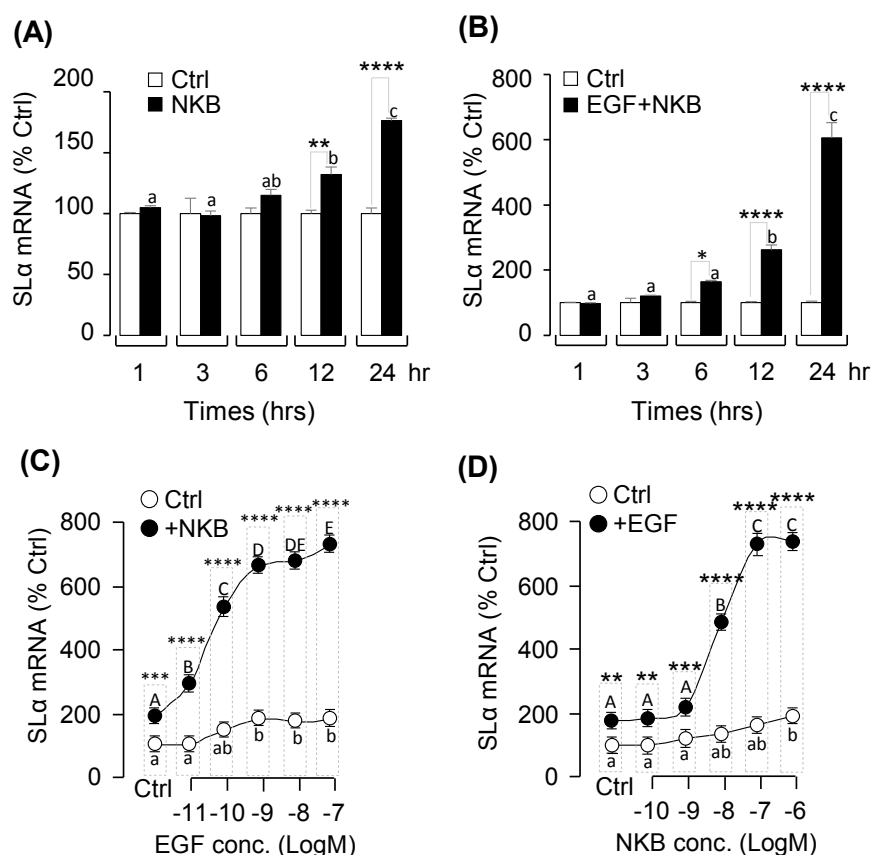 (A)
SLα mRNA (% Ctrl)
200
150
100
50
0
Ctrl
NKB
a
a
ab
**
b
****
c
1 3 6 12 24 hr
Times (hrs)
(B)
SLα mRNA (% Ctrl)
800
600
400
200
0
Ctrl
EGF+NKB
a
a
*
a
****
b
****
c
1 3 6 12 24 hr
Times (hrs)
(C)
SLα mRNA (% Ctrl)
800
600
400
200
0
Ctrl
+NKB
*** **** **** **** **** ****
A B C D DE E
a a ab b b b
Ctrl
-11 -10 -9 -8 -7
EGF conc. (LogM)
(D)
SLα mRNA (% Ctrl)
800
600
400
200
0
Ctrl
+EGF
** ** *** **** **** ****
A A A B C C
a a a ab ab b
Ctrl
-10 -9 -8 -7 -6
NKB conc. (LogM)